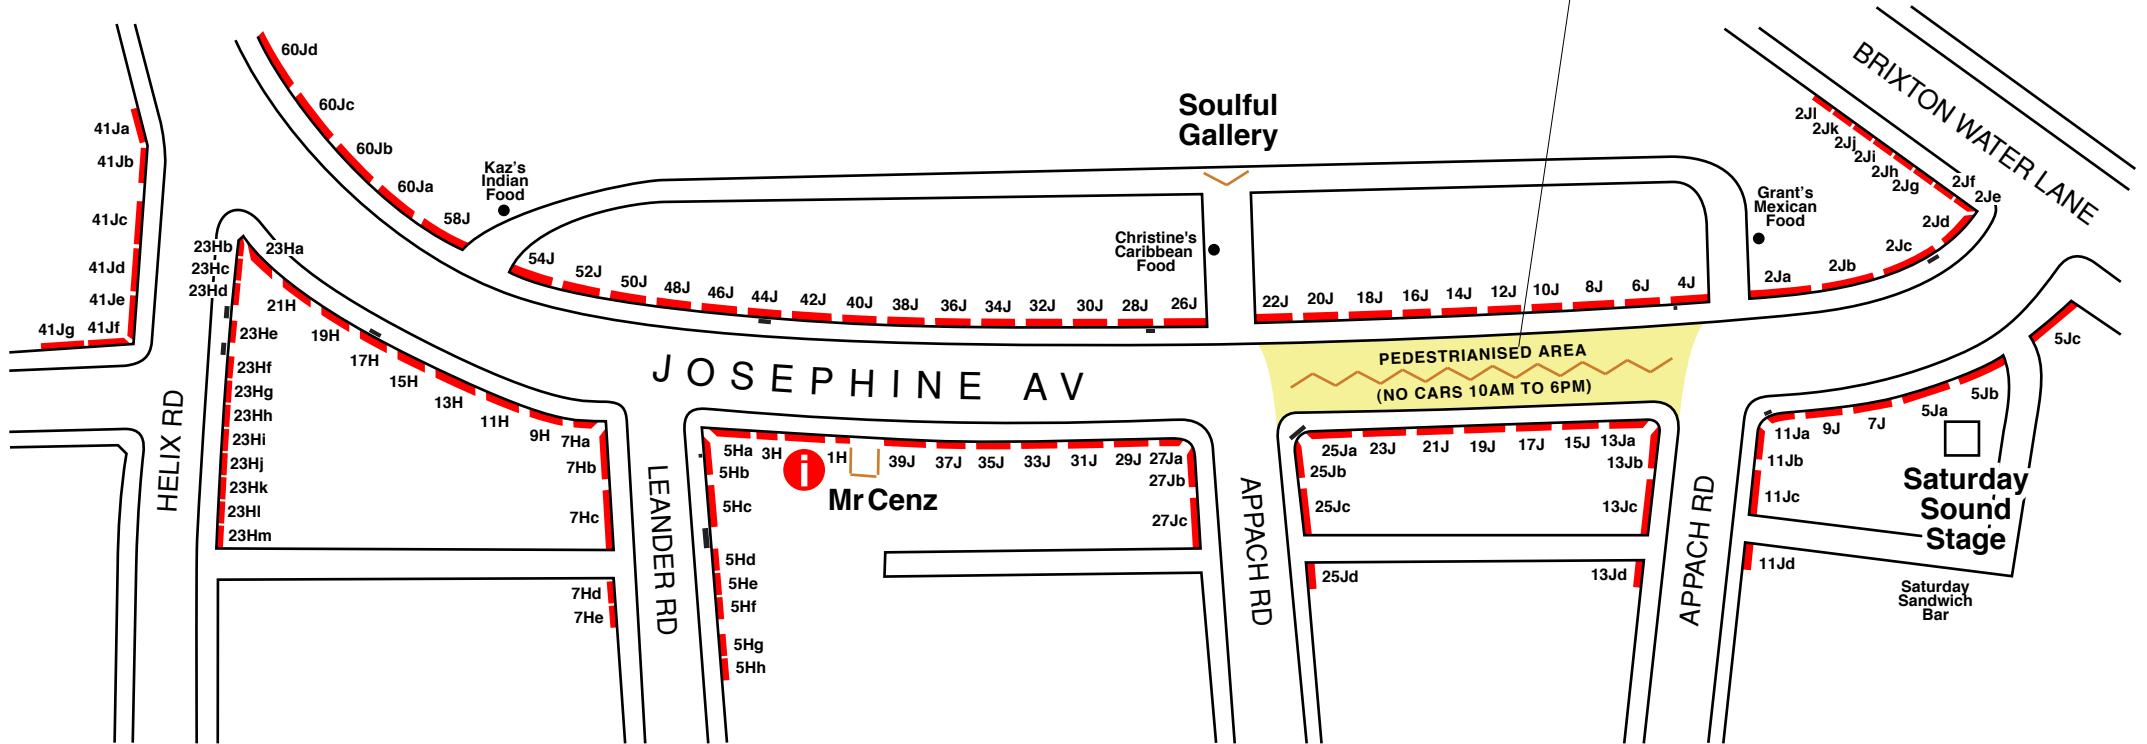 60Jd
60Jc
60Jb
60Ja
58J
Kaz's
Indian
Food
Soulful
Gallery
Christine's
Caribbean
Food
Grant's
Mexican
Food
BRIXTON WATER LANE
2Jl
2Jk
2Jj
2Ji
2Jh
2Jg
2Jf
2Je
2Jd
2Jc
2Jb
2Ja
41Ja
41Jb
41Jc
41Jd
41Je
41Jg 41Jf
23Hb
23Hc
23Hd
23Ha
23He
23Hf
23Hg
23Hh
23Hi
23Hj
23Hk
23Hl
23Hm
21H
19H
17H
15H
13H
11H
9H
7Ha
7Hb
7Hc
7Hd
7He
54J 52J 50J 48J 46J 44J 42J 40J 38J 36J 34J 32J 30J 28J 26J
22J 20J 18J 16J 14J 12J 10J 8J 6J 4J
JOSEPHINE AV
PEDESTRIANISED AREA
(NO CARS 10AM TO 6PM)
HELIX RD
LEANDER RD
APPACH RD
APPACH RD
5Ha 3H 1H 39J 37J 35J 33J 31J 29J 27Ja
5Hb
5Hc
5Hd
5He
5Hf
5Hg
5Hh
i
Mr Cenz
27Jb
27Jc
25Ja 23J 21J 19J 17J 15J 13Ja
25Jb
25Jc
25Jd
13Jb
13Jc
13Jd
11Ja 9J 7J 5Ja 5Jb
5Jc
11Jb
11Jc
11Jd
Saturday
Sound
Stage
Saturday
Sandwich
Bar